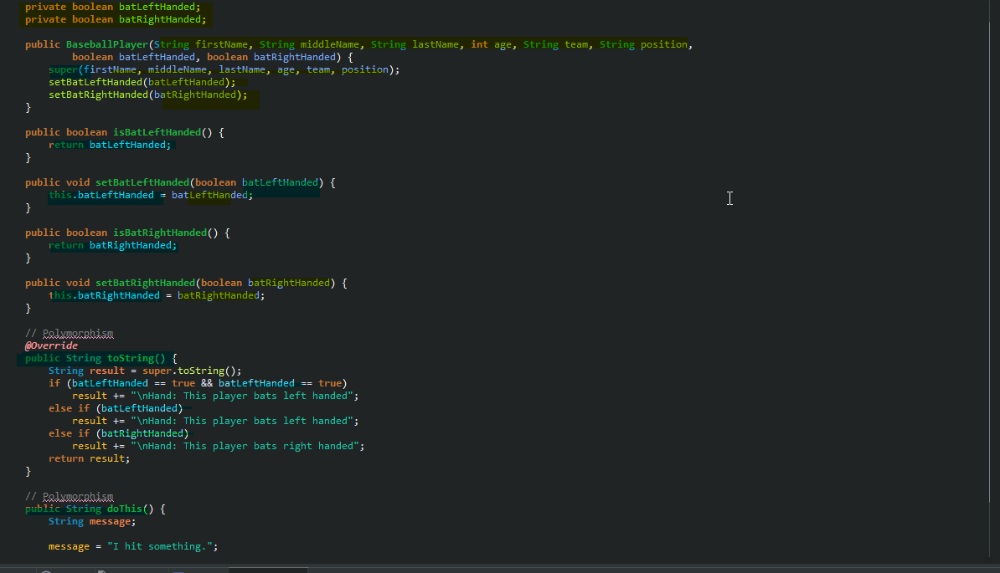 private boolean batLeftHanded;
private boolean batRightHanded;
public BaseballPlayer(String firstName, String middleName, String lastName, int age, String team, String position,
boolean batLeftHanded, boolean batRightHanded) {
super(firstName, middleName, lastName, age, team, position);
setBatLeftHanded(batLeftHanded);
setBatRightHanded(batRightHanded);
}
public boolean isBatLeftHanded() {
return batLeftHanded;
}
public void setBatLeftHanded(boolean batLeftHanded) {
this.batLeftHanded = batLeftHanded;
}
public boolean isBatRightHanded() {
return batRightHanded;
}
public void setBatRightHanded(boolean batRightHanded) {
this.batRightHanded = batRightHanded;
}
// Polymorphism
@Override
public String toString() {
String result = super.toString();
if (batLeftHanded == true && batLeftHanded == true)
result += "\nHand: This player bats left handed";
else if (batLeftHanded)
result += "\nHand: This player bats left handed";
else if (batRightHanded)
result += "\nHand: This player bats right handed";
return result;
}
// Polymorphism
public String doThis() {
String message;
message = "I hit something.";